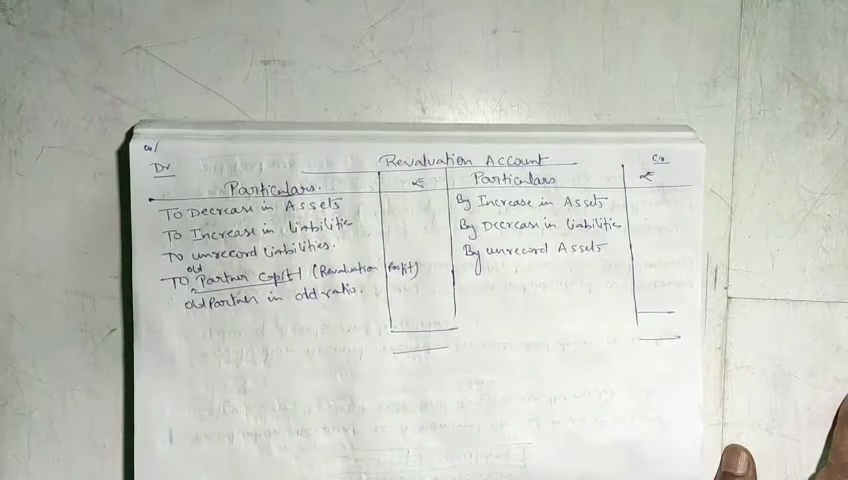 Revaluation Account
Dr.
Cr.
Particulars.
Particulars
To Decrease in Assets
To Increase in liabilities
To unrecord liabilities.
To old Partner Capital (Revaluation Profit)
old Partner in old ratio.
By Increase in Assets
By Decrease in liabilities
By unrecord Assets